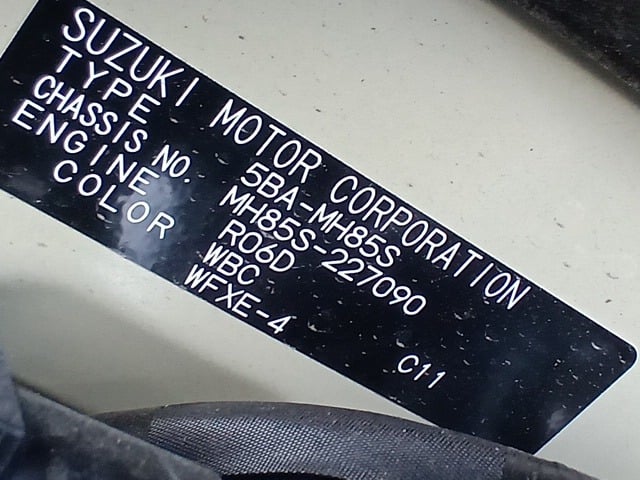 SUZUKI MOTOR CORPORATION
TYPE 5BA-MH85S
CHASSIS NO. MH85S-227090
ENGINE R06D
COLOR WBC
WFXE-4 C11